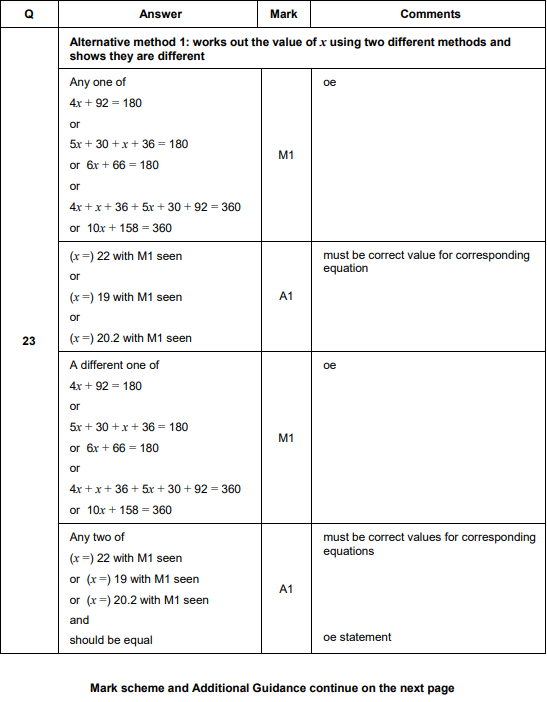 Q Answer Mark Comments
Alternative method 1: works out the value of x using two different methods and
shows they are different
Any one of
4x + 92 = 180
or
5x + 30 + x + 36 = 180
or 6x + 66 = 180
or
4x + x + 36 + 5x + 30 + 92 = 360
or 10x + 158 = 360
M1
oe
(x =) 22 with M1 seen
or
(x =) 19 with M1 seen
or
(x =) 20.2 with M1 seen
A1
must be correct value for corresponding
equation
23
A different one of
4x + 92 = 180
or
5x + 30 + x + 36 = 180
or 6x + 66 = 180
or
4x + x + 36 + 5x + 30 + 92 = 360
or 10x + 158 = 360
M1
oe
Any two of
(x =) 22 with M1 seen
or (x =) 19 with M1 seen
or (x =) 20.2 with M1 seen
and
should be equal
A1
must be correct values for corresponding
equations
oe statement
Mark scheme and Additional Guidance continue on the next page